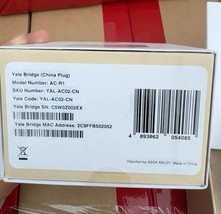 Yale Bridge (China Plug)
Model Number: AC-R1
SKU Number: YAL-AC02-CN
Yale Code: YAL-AC02-CN
Yale Bridge SN: C5W0Z002EX
Yale Bridge MAC Address: 2C9FFB502052
4 893062 054085
Imported by ASSA ABLOY. Made in China.